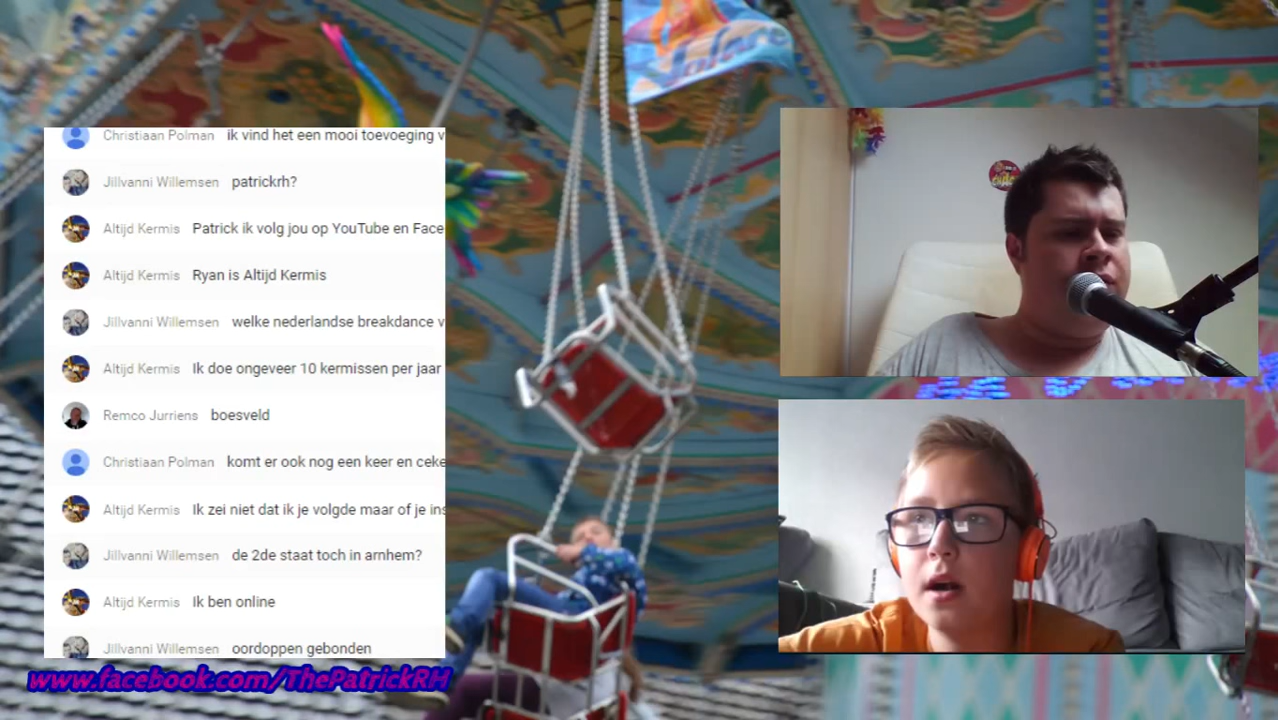 Christiaan Polman ik vind het een mooi toevoeging v
Jillvanni Willemsen patrickrh?
Altijd Kermis Patrick ik volg jou op YouTube en Face
Altijd Kermis Ryan is Altijd Kermis
Jillvanni Willemsen welke nederlandse breakdance v
Altijd Kermis Ik doe ongeveer 10 kermissen per jaar
Remco Jurriens boesveld
Christiaan Polman komt er ook nog een keer en ceke
Altijd Kermis Ik zei niet dat ik je volgde maar of je ins
Jillvanni Willemsen de 2de staat toch in arnhem?
Altijd Kermis Ik ben online
Jillvanni Willemsen oordoppen gebonden
www.facebook.com/ThePatrickRH